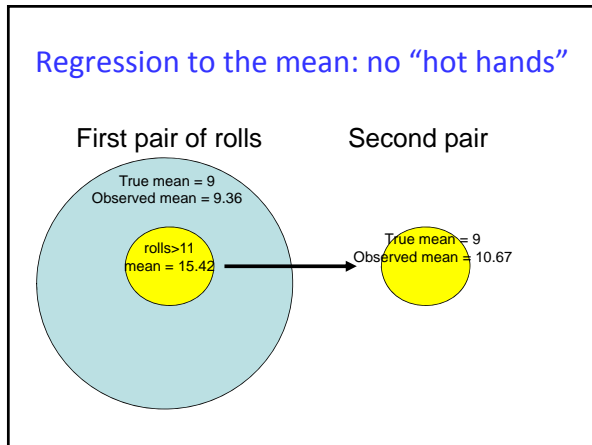 Regression to the mean: no “hot hands”
First pair of rolls
Second pair
True mean = 9
Observed mean = 9.36
rolls>11
mean = 15.42
True mean = 9
Observed mean = 10.67